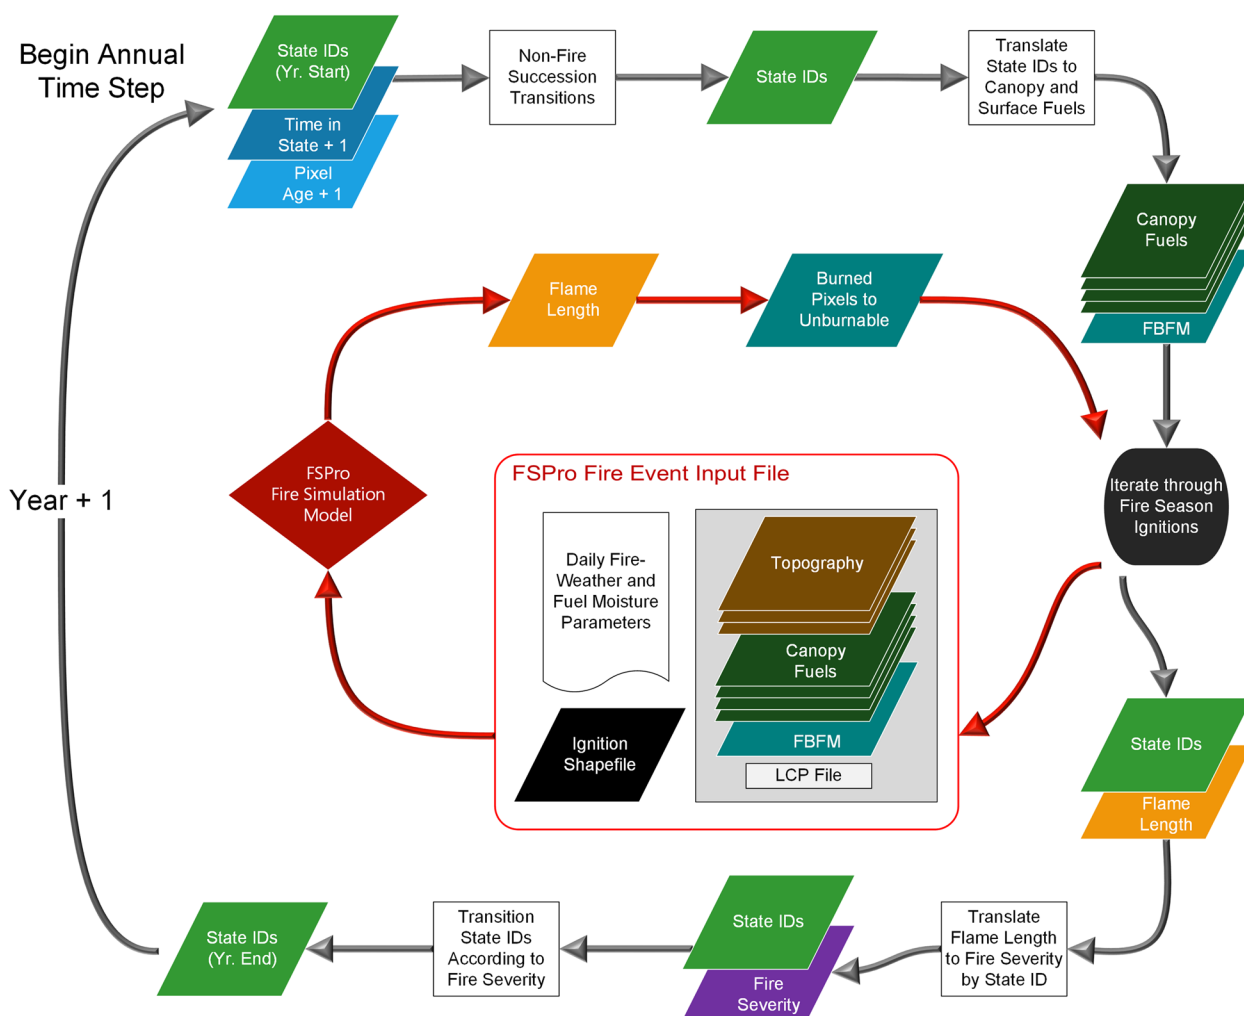 Begin Annual
Time Step
State IDs
(Yr. Start)
Time in
State + 1
Pixel
Age + 1
Non-Fire
Succession
Transitions
State IDs
Translate
State IDs to
Canopy and
Surface Fuels
Canopy
Fuels
FBFM
Flame
Length
Burned
Pixels to
Unburnable
Year + 1
FSPro
Fire Simulation
Model
FSPro Fire Event Input File
Daily Fire-
Weather and
Fuel Moisture
Parameters
Ignition
Shapefile
Topography
Canopy
Fuels
FBFM
LCP File
Iterate through
Fire Season
Ignitions
State IDs
Flame
Length
Translate
Flame Length
to Fire Severity
by State ID
State IDs
Fire
Severity
Transition
State IDs
According to
Fire Severity
State IDs
(Yr. End)